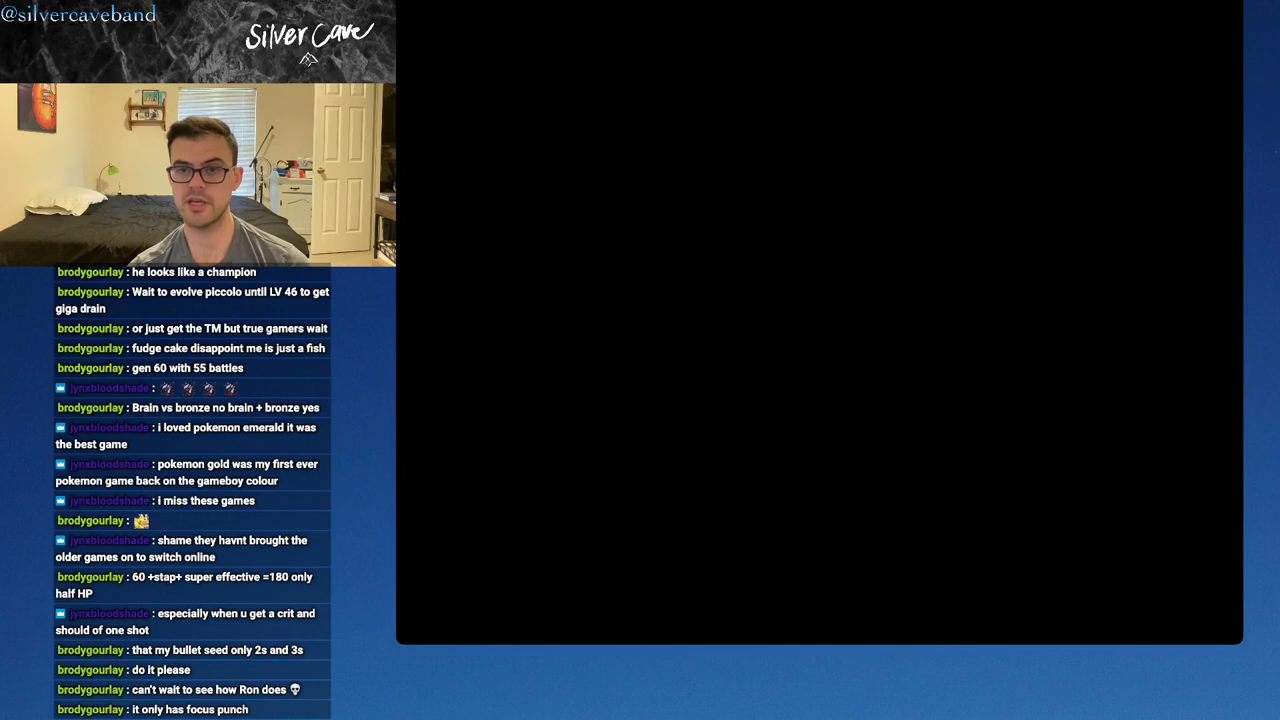 @silvercaveband
Silver Cave
brodygourlay : he looks like a champion
brodygourlay : Wait to evolve piccolo until LV 46 to get
giga drain
brodygourlay : or just get the TM but true gamers wait
brodygourlay : fudge cake disappoint me is just a fish
brodygourlay : gen 60 with 55 battles
jynxbloodshade :
brodygourlay : Brain vs bronze no brain + bronze yes
jynxbloodshade : i loved pokemon emerald it was
the best game
jynxbloodshade : pokemon gold was my first ever
pokemon game back on the gameboy colour
jynxbloodshade : i miss these games
brodygourlay :
jynxbloodshade : shame they havnt brought the
older games on to switch online
brodygourlay : 60 +stap+ super effective =180 only
half HP
jynxbloodshade : especially when u get a crit and
should of one shot
brodygourlay : that my bullet seed only 2s and 3s
brodygourlay : do it please
brodygourlay : can't wait to see how Ron does 💀
brodygourlay : it only has focus punch